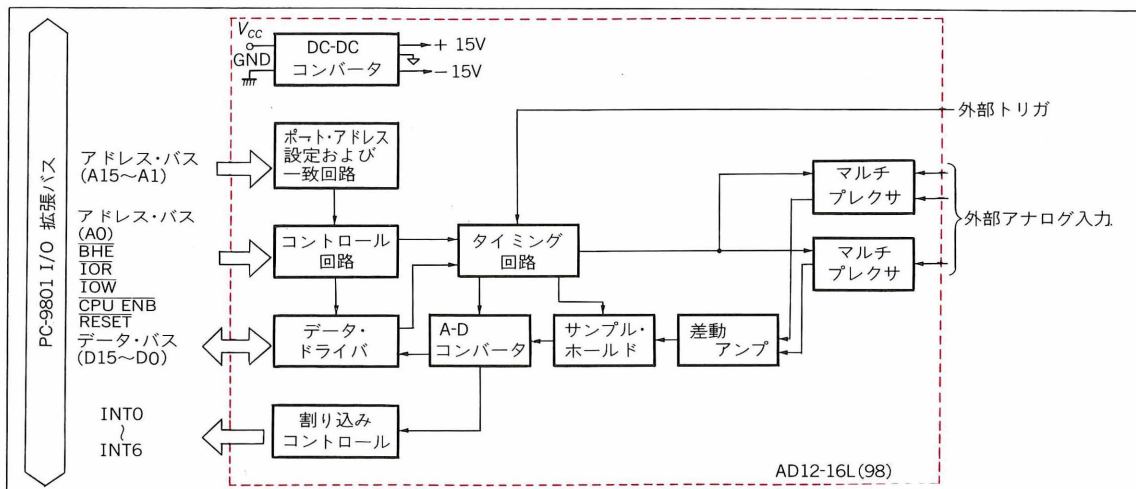 PC-9801 I/O 拡張バス
VCC
GND
DC-DC
コンバータ
+ 15V
-15V
外部トリガ
アドレス・バス
(A15～A1)
ポート・アドレス
設定および
一致回路
マルチ
プレクサ
外部アナログ入力
アドレス・バス
(A0)
BHE
IOR
IOW
CPU ENB
RESET
コントロール
回路
タイミング
回路
マルチ
プレクサ
データ・バス
(D15～D0)
データ・
ドライバ
A-D
コンバータ
サンプル・
ホールド
差動
アンプ
INT0
～
INT6
割り込み
コントロール
AD12-16L(98)